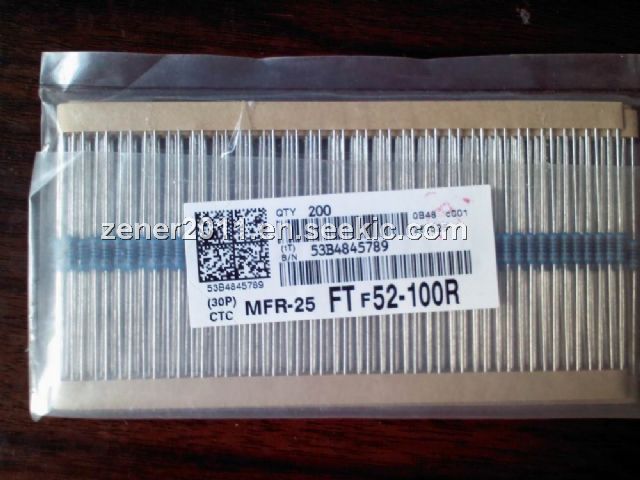 QTY 200
0B48 c001
(1T)
S/N 53B4845789
53B4845789
(30P)
CTC MFR-25 FT F52-100R
zener2011.en.seekic.com